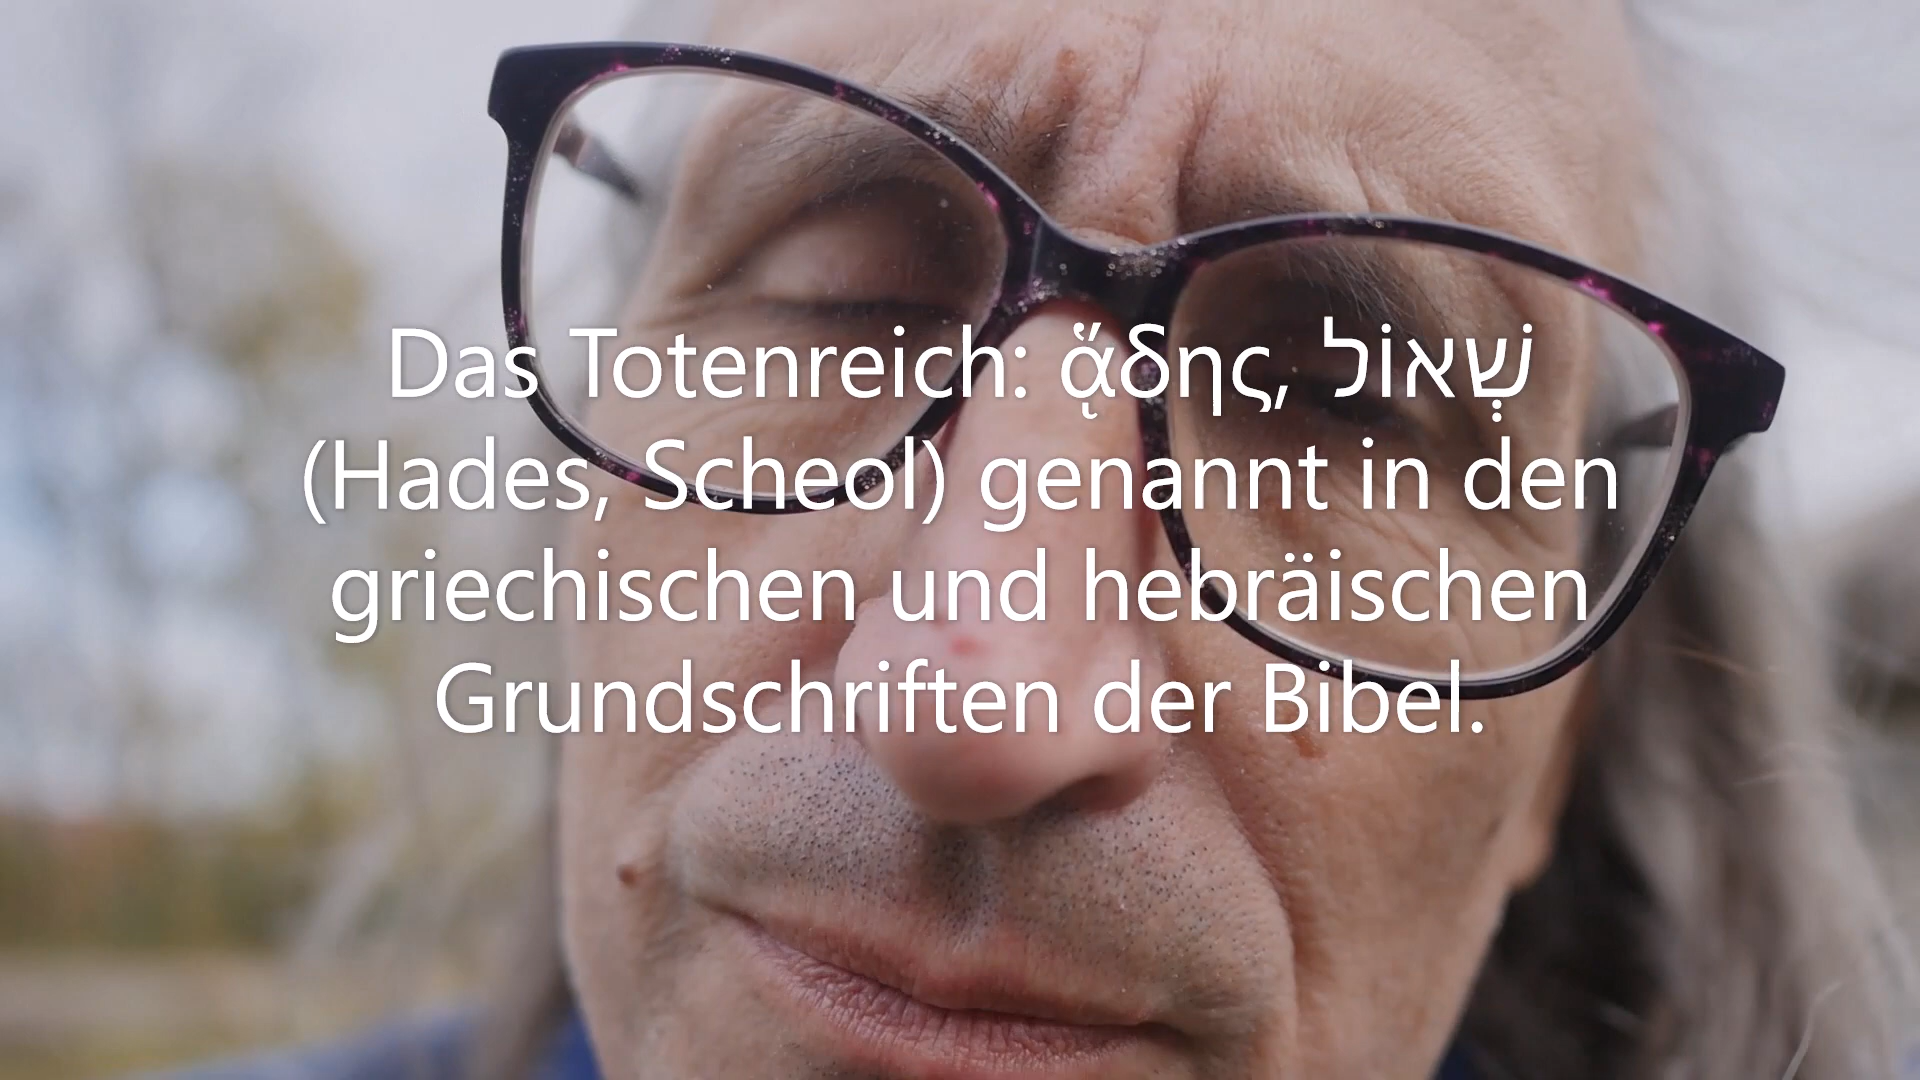 Das Totenreich: ᾅδης, שְׁאוֹל
(Hades, Scheol) genannt in den
griechischen und hebräischen
Grundschriften der Bibel.